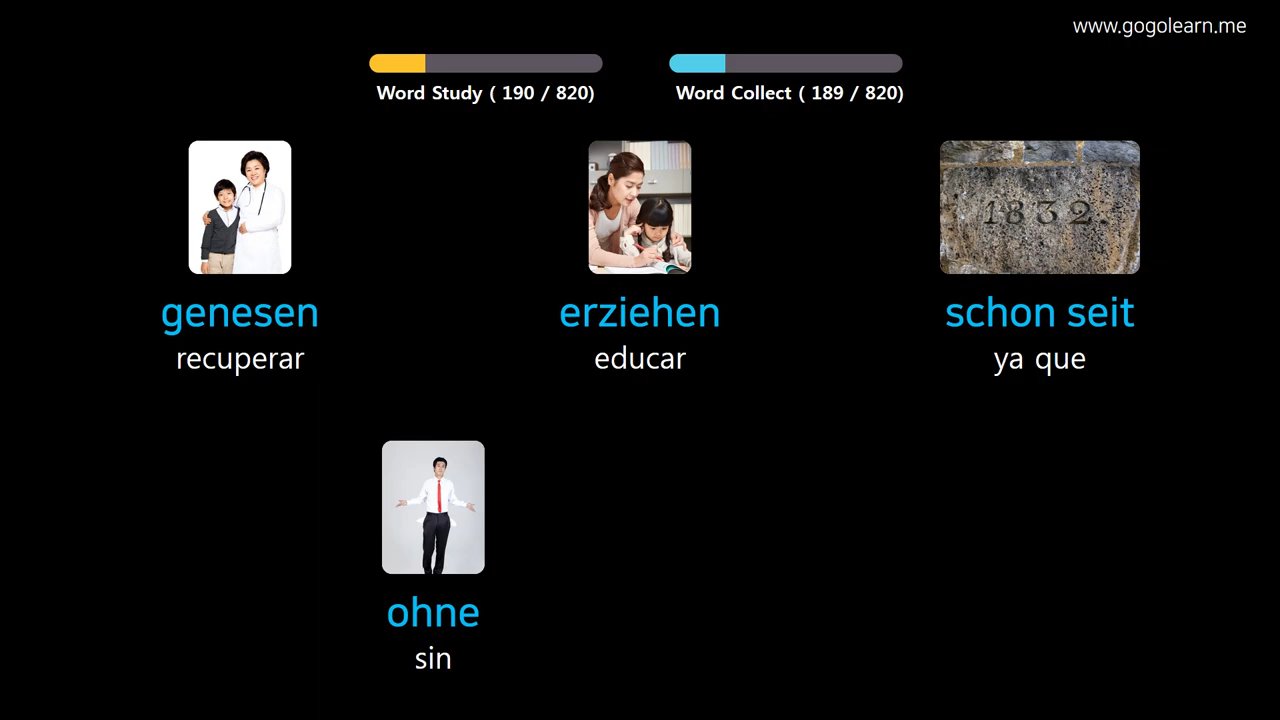 www.gogolearn.me
Word Study ( 190 / 820)
Word Collect ( 189 / 820)
1832.
genesen
erziehen
schon seit
recuperar
educar
ya que
ohne
sin